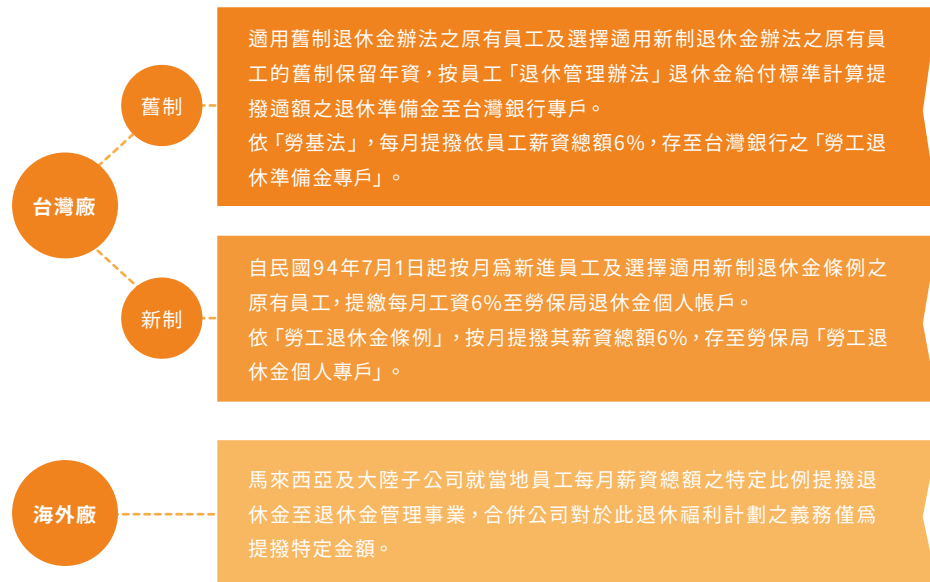 台灣廠
舊制
適用舊制退休金辦法之原有員工及選擇適用新制退休金辦法之原有員
工的舊制保留年資，按員工「退休管理辦法」退休金給付標準計算提
撥適額之退休準備金至台灣銀行專戶。
依「勞基法」，每月提撥依員工薪資總額6%，存至台灣銀行之「勞工退
休準備金專戶」。
新制
自民國94年7月1日起按月爲新進員工及選擇適用新制退休金條例之
原有員工，提繳每月工資6%至勞保局退休金個人帳戶。
依「勞工退休金條例」，按月提撥其薪資總額6%，存至勞保局「勞工退
休金個人專戶」。
海外廠
馬來西亞及大陸子公司就當地員工每月薪資總額之特定比例提撥退
休金至退休金管理事業，合併公司對於此退休福利計劃之義務僅爲
提撥特定金額。